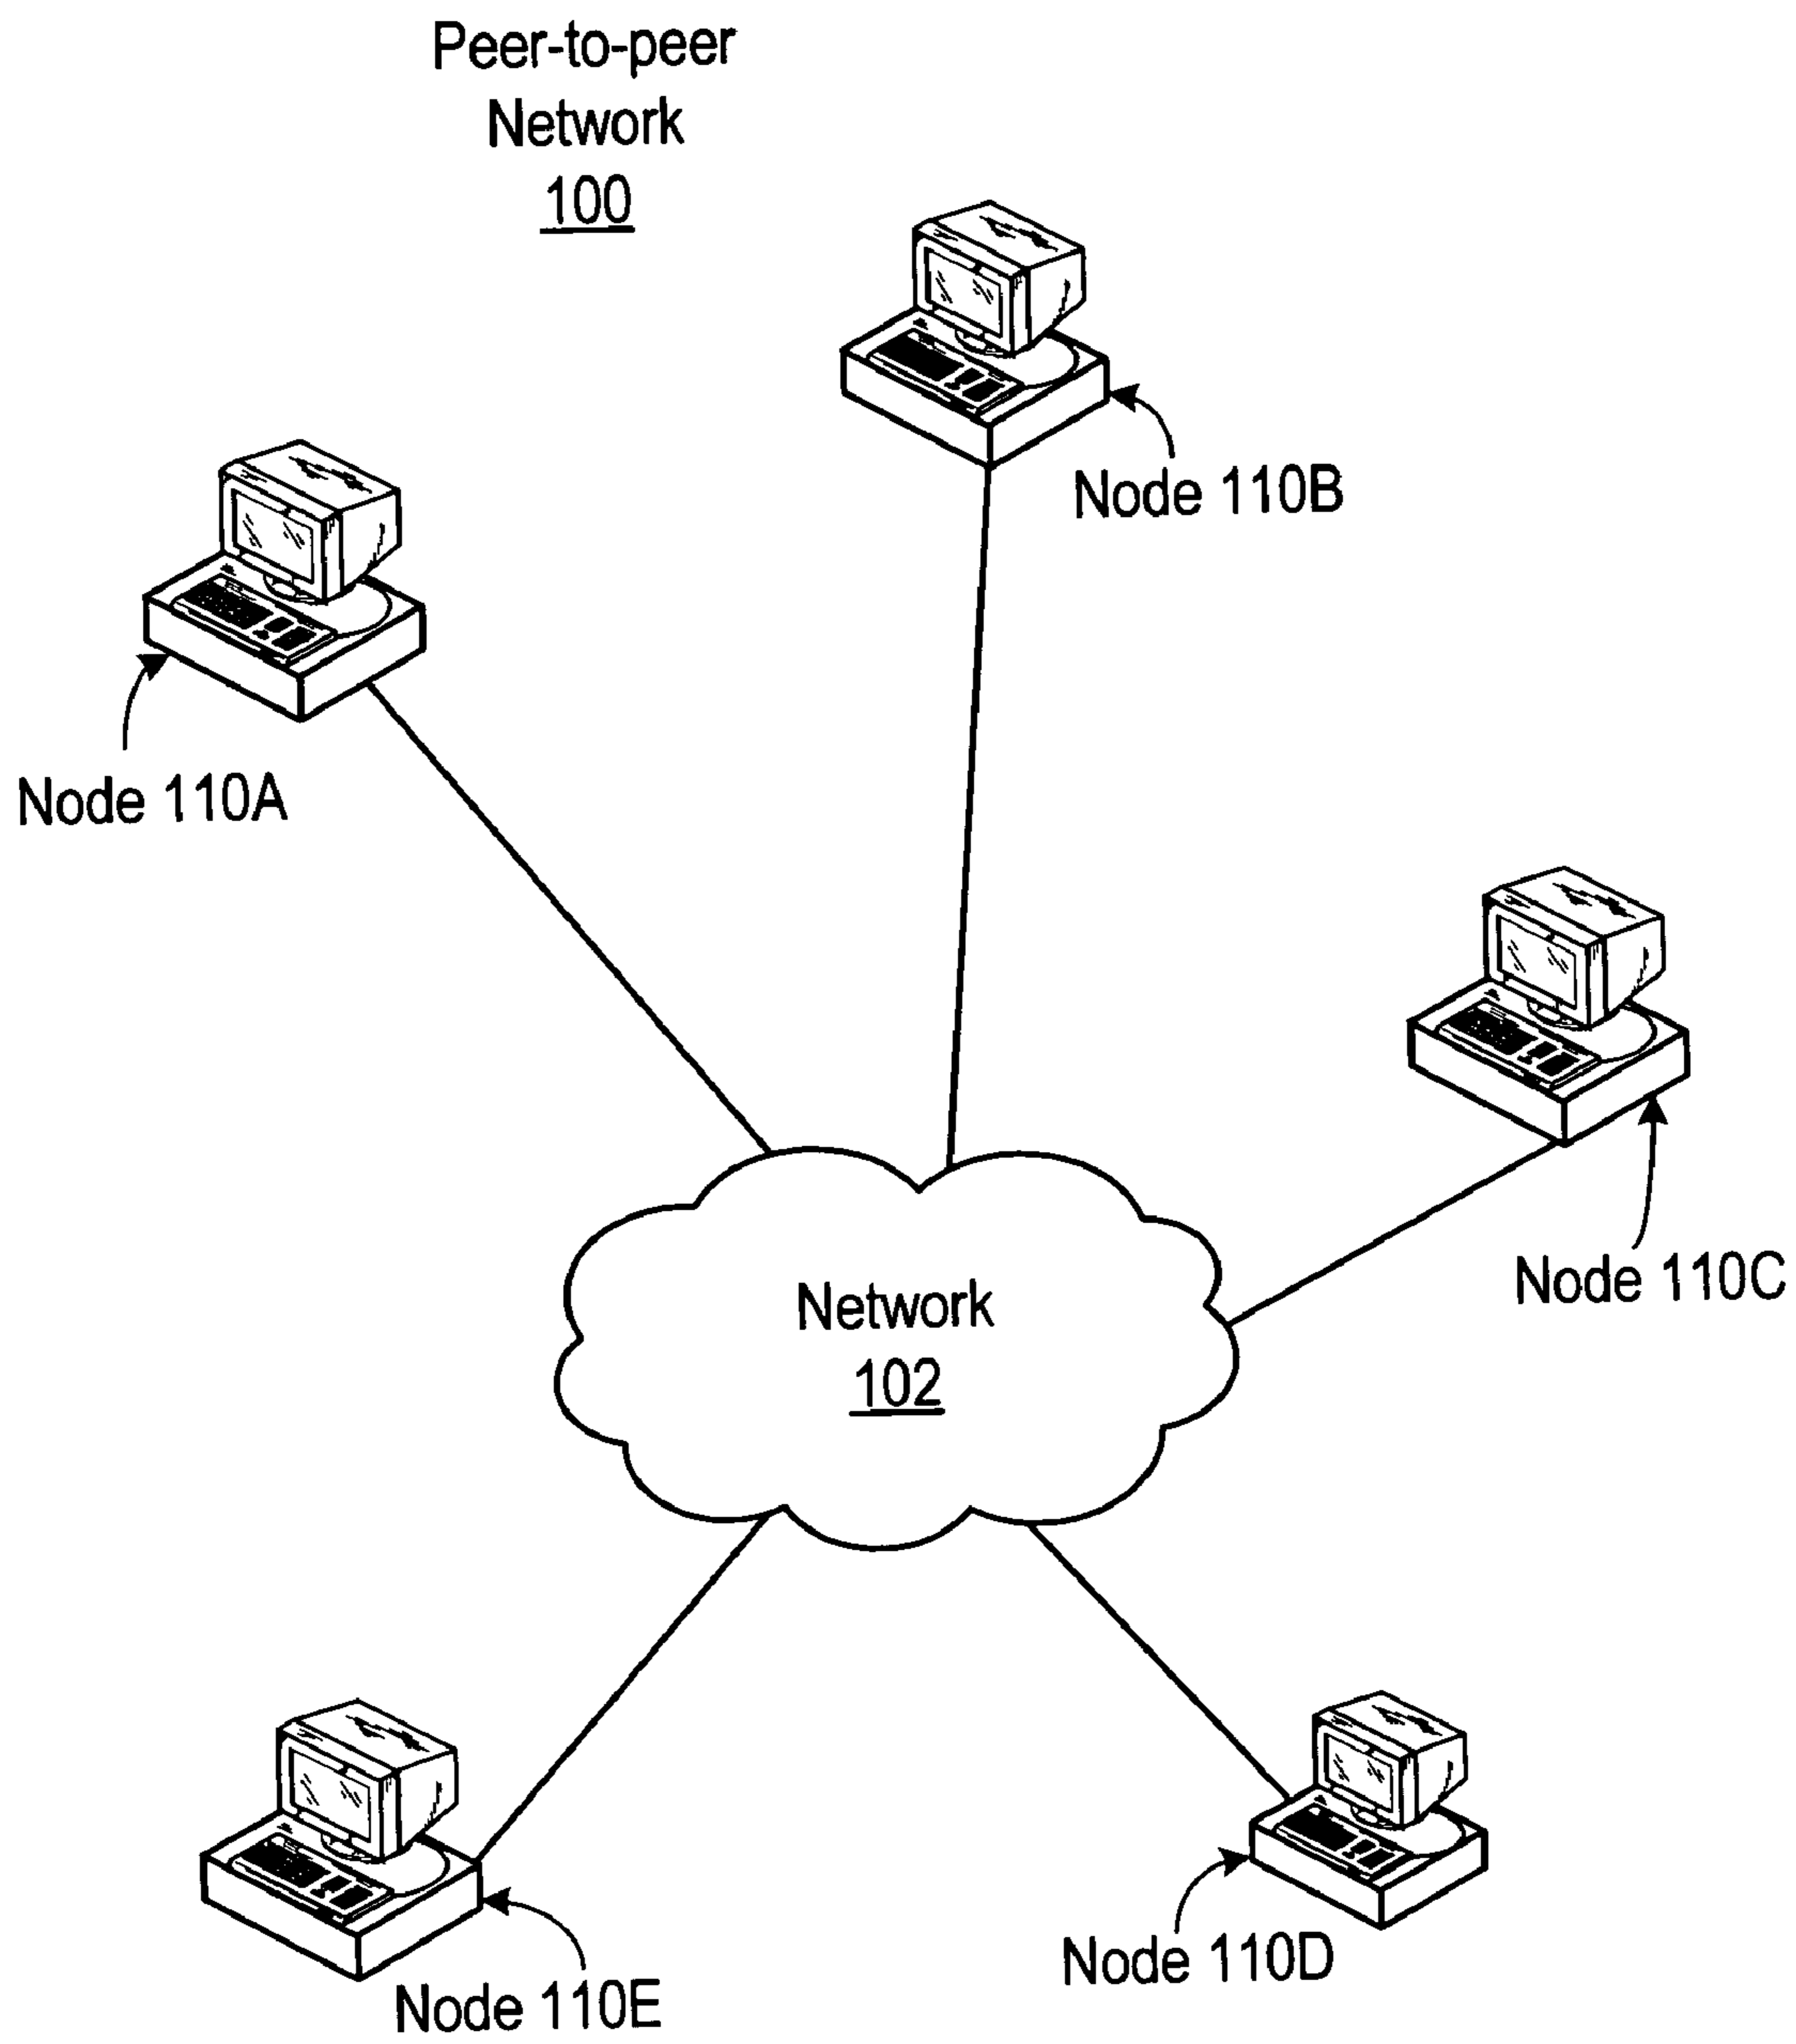 Peer-to-peer
Network
100
Node 110B
Node 110A
Node 110C
Network
102
Node 110D
Node 110E